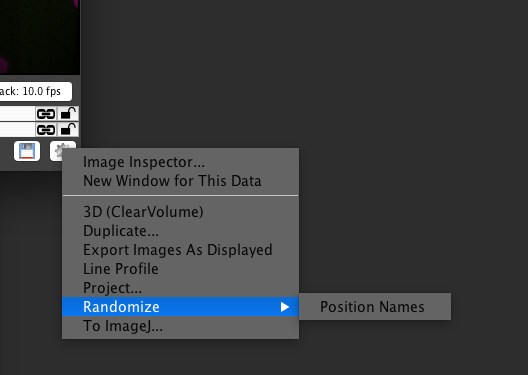 ack: 10.0 fps
Image Inspector...
New Window for This Data
3D (ClearVolume)
Duplicate...
Export Images As Displayed
Line Profile
Project...
Randomize
Position Names
To ImageJ...